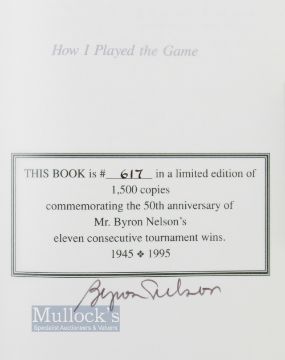 How I Played the Game
THIS BOOK is # 617 in a limited edition of
1,500 copies
commemorating the 50th anniversary of
Mr. Byron Nelson's
eleven consecutive tournament wins.
1945 ❖ 1995
Byron Nelson
Mullock's
Specialist Auctioneers & Valuers